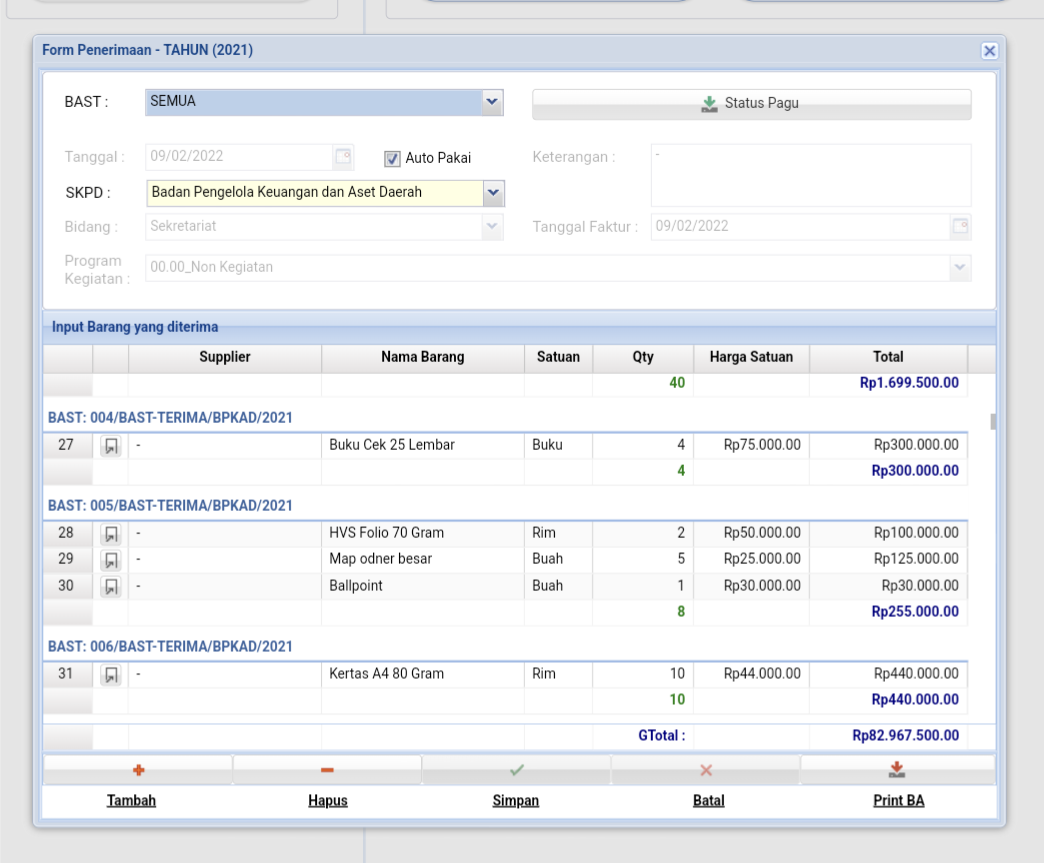 Form Penerimaan - TAHUN (2021)
BAST : SEMUA Status Pagu
Tanggal : 09/02/2022 Auto Pakai Keterangan : -
SKPD : Badan Pengelola Keuangan dan Aset Daerah
Bidang : Sekretariat Tanggal Faktur : 09/02/2022
Program
Kegiatan : 00.00_Non Kegiatan
Input Barang yang diterima
Supplier Nama Barang Satuan Qty Harga Satuan Total
40 Rp1.699.500.00
BAST: 004/BAST-TERIMA/BPKAD/2021
27 - Buku Cek 25 Lembar Buku 4 Rp75.000.00 Rp300.000.00
4 Rp300.000.00
BAST: 005/BAST-TERIMA/BPKAD/2021
28 - HVS Folio 70 Gram Rim 2 Rp50.000.00 Rp100.000.00
29 - Map odner besar Buah 5 Rp25.000.00 Rp125.000.00
30 - Ballpoint Buah 1 Rp30.000.00 Rp30.000.00
8 Rp255.000.00
BAST: 006/BAST-TERIMA/BPKAD/2021
31 - Kertas A4 80 Gram Rim 10 Rp44.000.00 Rp440.000.00
10 Rp440.000.00
GTotal : Rp82.967.500.00
Tambah Hapus Simpan Batal Print BA